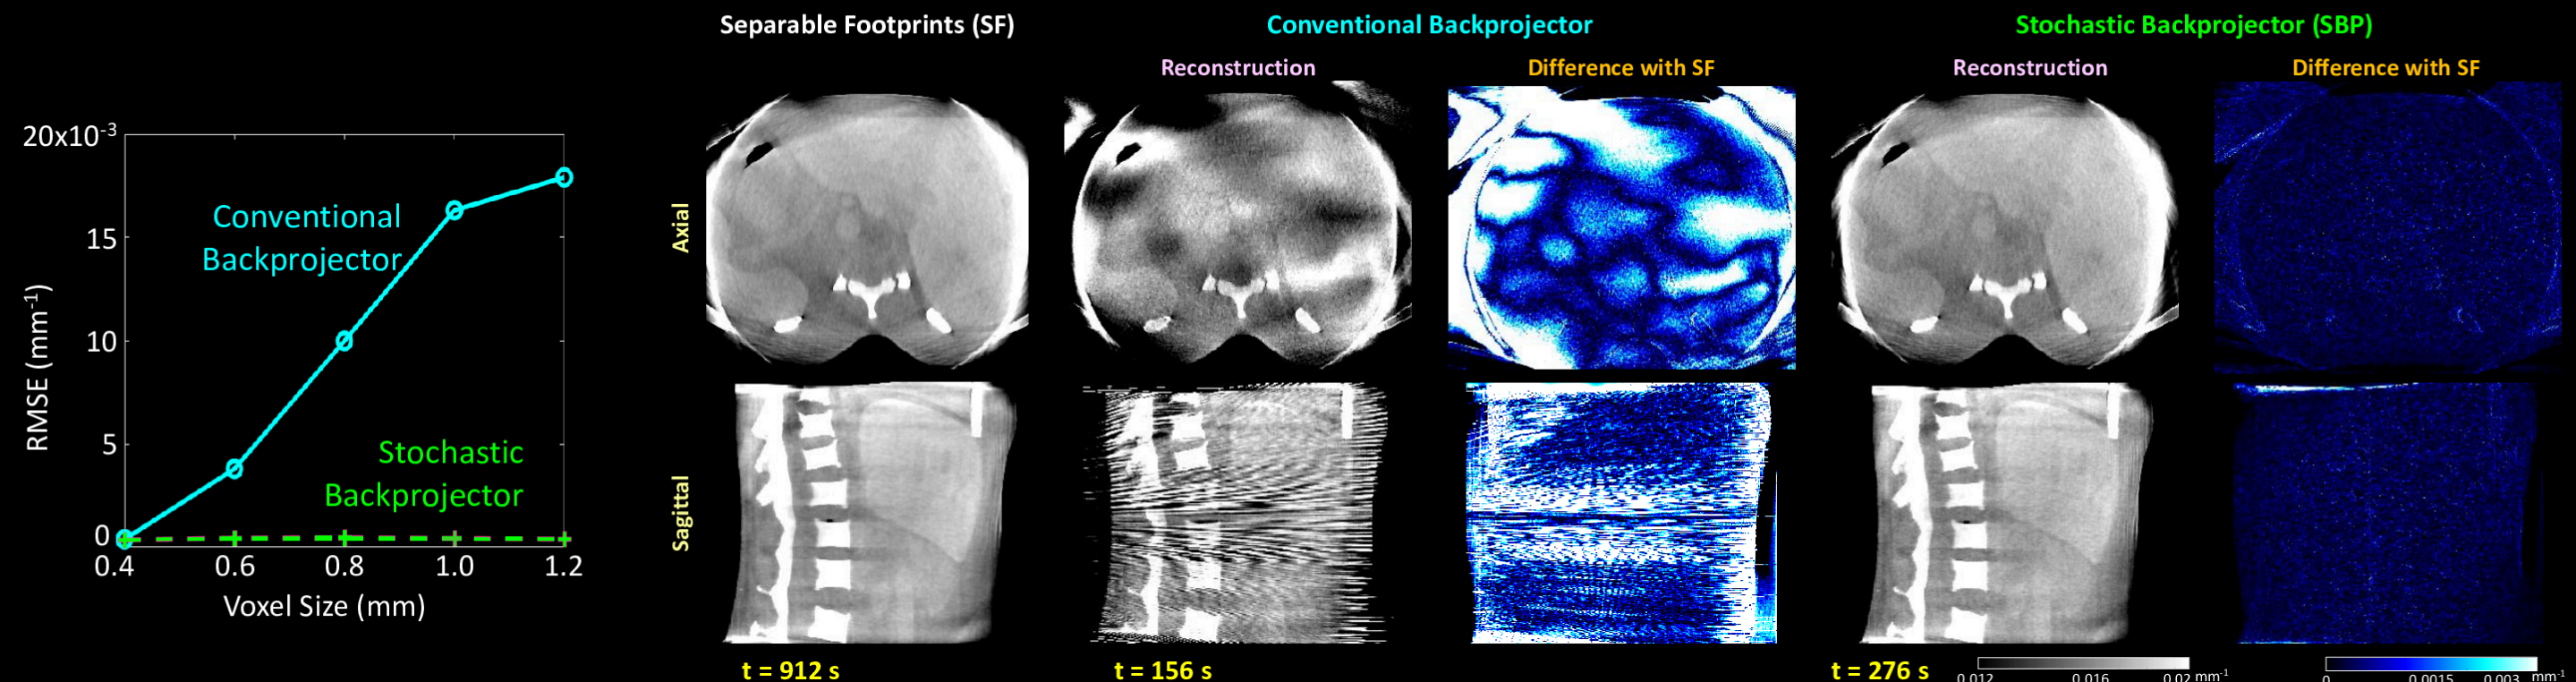 Separable Footprints (SF)
Conventional Backprojector
Stochastic Backprojector (SBP)
Reconstruction
Difference with SF
Reconstruction
Difference with SF
20x10-3
15
10
5
0
RMSE (mm-1)
Conventional
Backprojector
Stochastic
Backprojector
0.4
0.6
0.8
1.0
1.2
Voxel Size (mm)
Axial
Sagittal
t = 912 s
t = 156 s
t = 276 s
0.012
0.016
0.02 mm-1
0
0.0015
0.003
mm-1